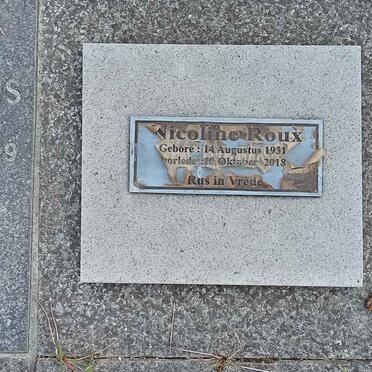 Nicoline Roux
Gebore : 14 Augustus 1931
Oktober 2018
Rus in Vrede
S
9